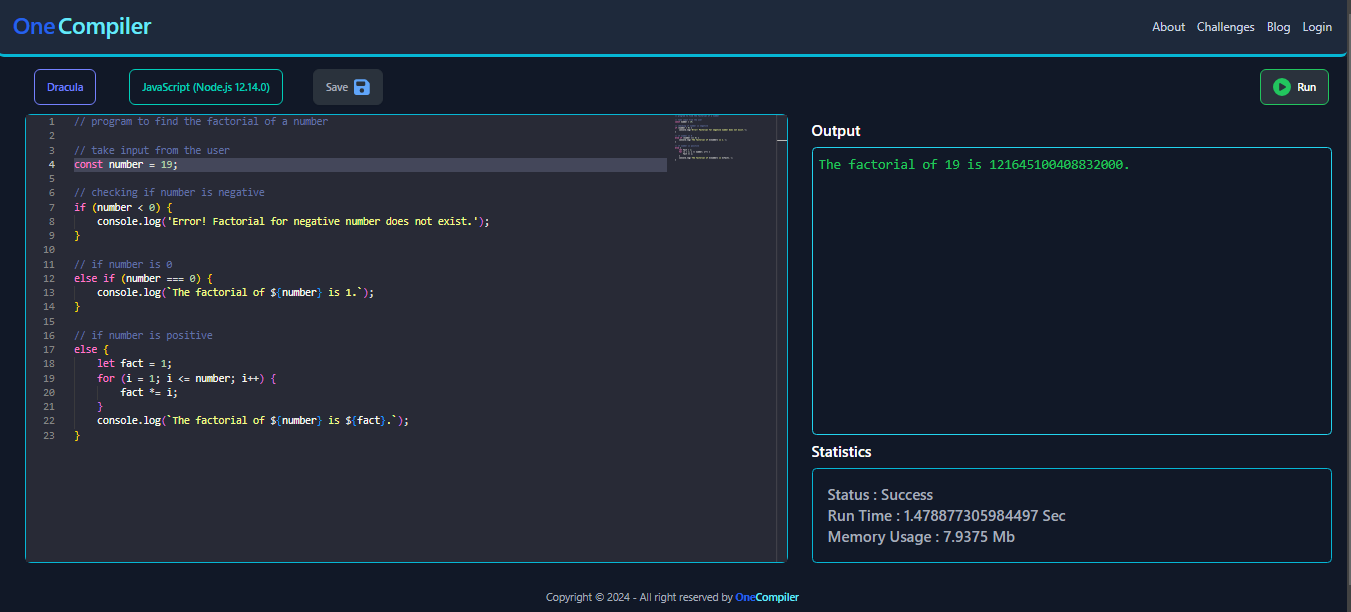 OneCompiler
About Challenges Blog Login
Dracula
JavaScript (Node.js 12.14.0)
Save
Run
1 // program to find the factorial of a number
2
3 // take input from the user
4 const number = 19;
5
6 // checking if number is negative
7 if (number < 0) {
8 console.log('Error! Factorial for negative number does not exist.');
9 }
10
11 // if number is 0
12 else if (number === 0) {
13 console.log(`The factorial of ${number} is 1.`);
14 }
15
16 // if number is positive
17 else {
18 let fact = 1;
19 for (i = 1; i <= number; i++) {
20 fact *= i;
21 }
22 console.log(`The factorial of ${number} is ${fact}.`);
23 }
Output
The factorial of 19 is 121645100408832000.
Statistics
Status : Success
Run Time : 1.478877305984497 Sec
Memory Usage : 7.9375 Mb
Copyright © 2024 - All right reserved by OneCompiler